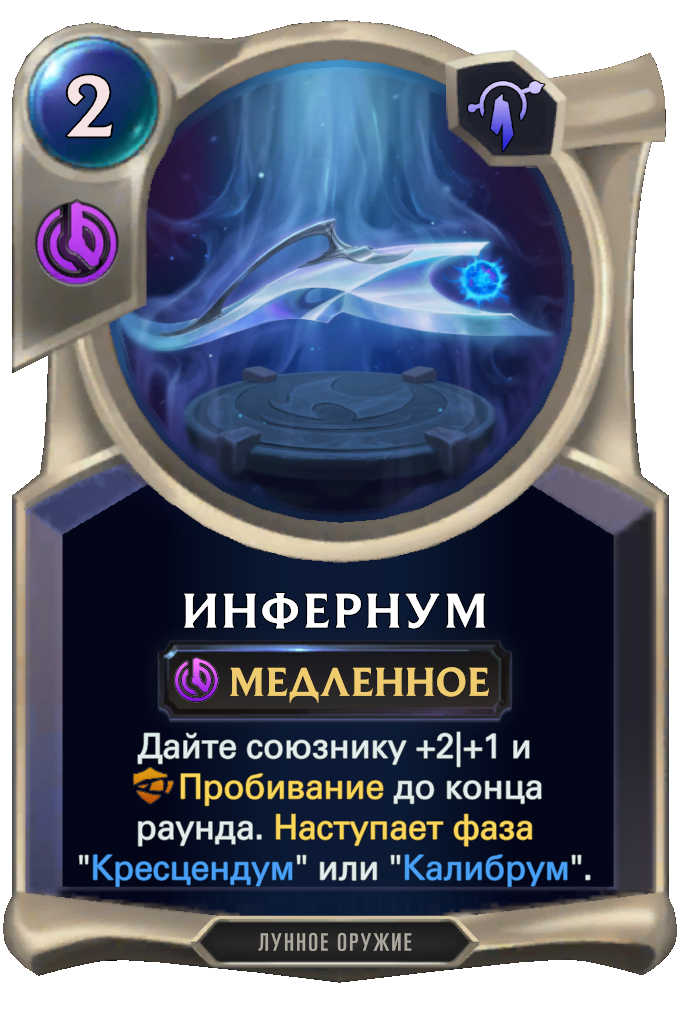 2
ИНФЕРНУМ
МЕДЛЕННОЕ
Дайте союзнику +2|+1 и
Пробивание до конца
раунда. Наступает фаза
"Кресцендум" или "Калибрум".
ЛУННОЕ ОРУЖИЕ